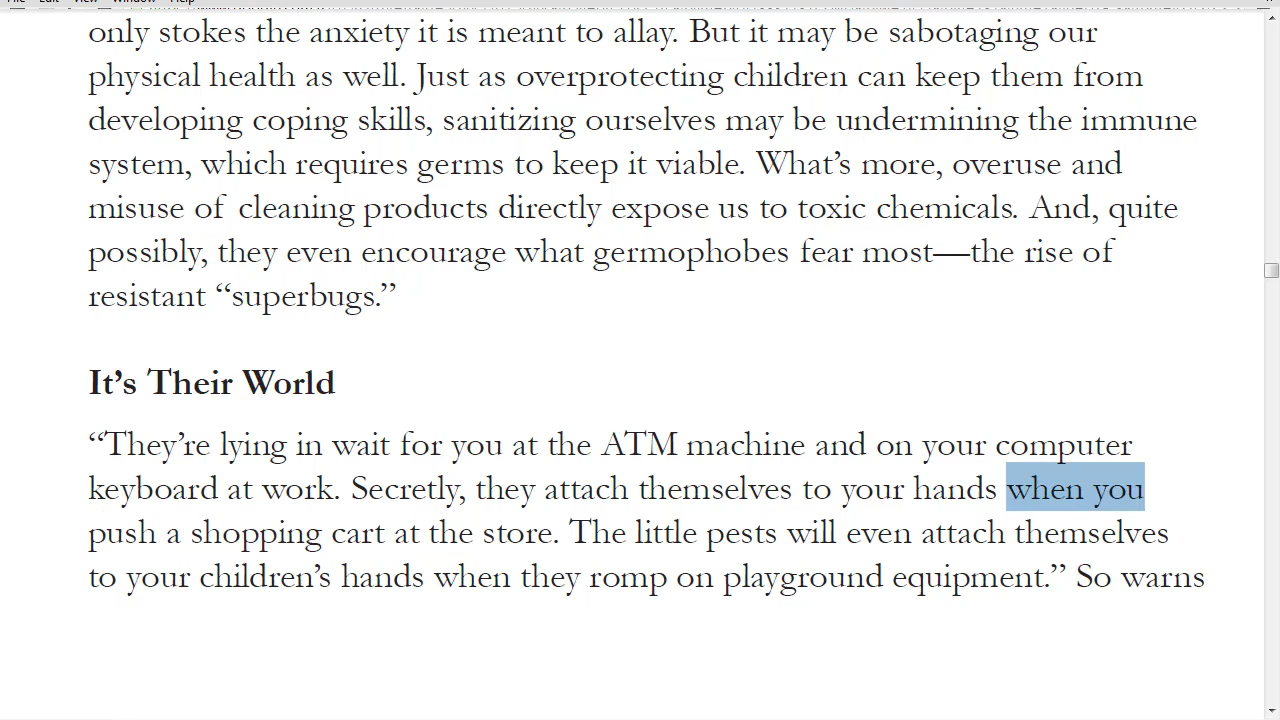 File Edit View Window Help
only stokes the anxiety it is meant to allay. But it may be sabotaging our
physical health as well. Just as overprotecting children can keep them from
developing coping skills, sanitizing ourselves may be undermining the immune
system, which requires germs to keep it viable. What’s more, overuse and
misuse of cleaning products directly expose us to toxic chemicals. And, quite
possibly, they even encourage what germophobes fear most—the rise of
resistant “superbugs.”
It’s Their World
“They’re lying in wait for you at the ATM machine and on your computer
keyboard at work. Secretly, they attach themselves to your hands when you
push a shopping cart at the store. The little pests will even attach themselves
to your children’s hands when they romp on playground equipment.” So warns